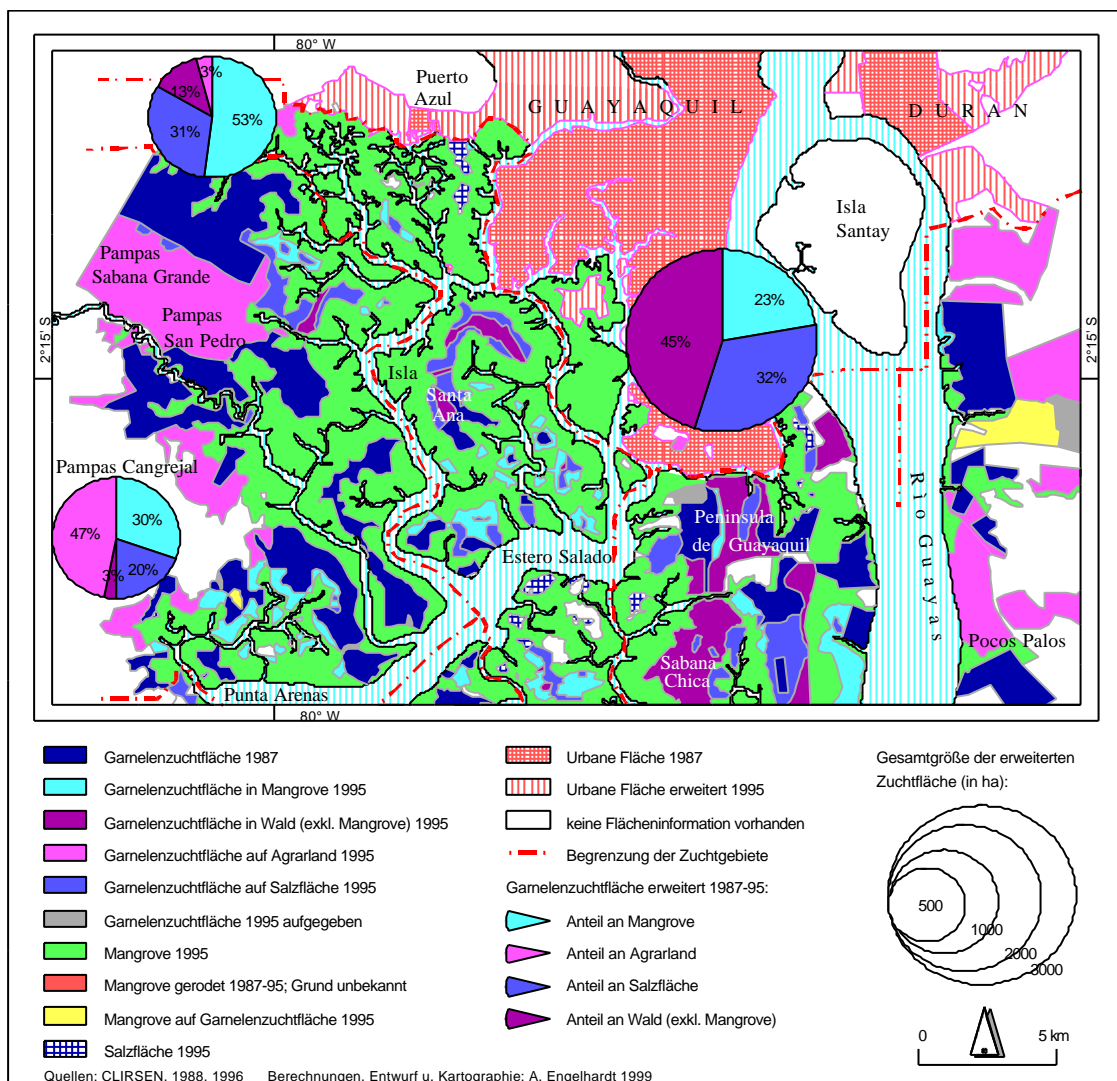 80° W
Puerto
Azul
GUAYAQUIL
DURAN
3%
13%
53%
31%
Isla
Santay
Pampas
Sabana Grande
Pampas
San Pedro
2°15' S
2°15' S
23%
45%
32%
Isla
Santa
Ana
Pampas Cangrejal
47%
30%
3%
20%
Peninsula
de Guayaquil
Estero Salado
Rìo Guayas
Sabana
Chica
Pocos Palos
Punta Arenas
80° W
Garnelenzuchtfläche 1987
Garnelenzuchtfläche in Mangrove 1995
Garnelenzuchtfläche in Wald (exkl. Mangrove) 1995
Garnelenzuchtfläche auf Agrarland 1995
Garnelenzuchtfläche auf Salzfläche 1995
Garnelenzuchtfläche 1995 aufgegeben
Mangrove 1995
Mangrove gerodet 1987-95; Grund unbekannt
Mangrove auf Garnelenzuchtfläche 1995
Salzfläche 1995
Urbane Fläche 1987
Urbane Fläche erweitert 1995
keine Flächeninformation vorhanden
Begrenzung der Zuchtgebiete
Garnelenzuchtfläche erweitert 1987-95:
Anteil an Mangrove
Anteil an Agrarland
Anteil an Salzfläche
Anteil an Wald (exkl. Mangrove)
Gesamtgröße der erweiterten
Zuchtfläche (in ha):
500
1000
2000
3000
0 5 km
Quellen: CLIRSEN, 1988, 1996 Berechnungen, Entwurf u. Kartographie: A. Engelhardt 1999